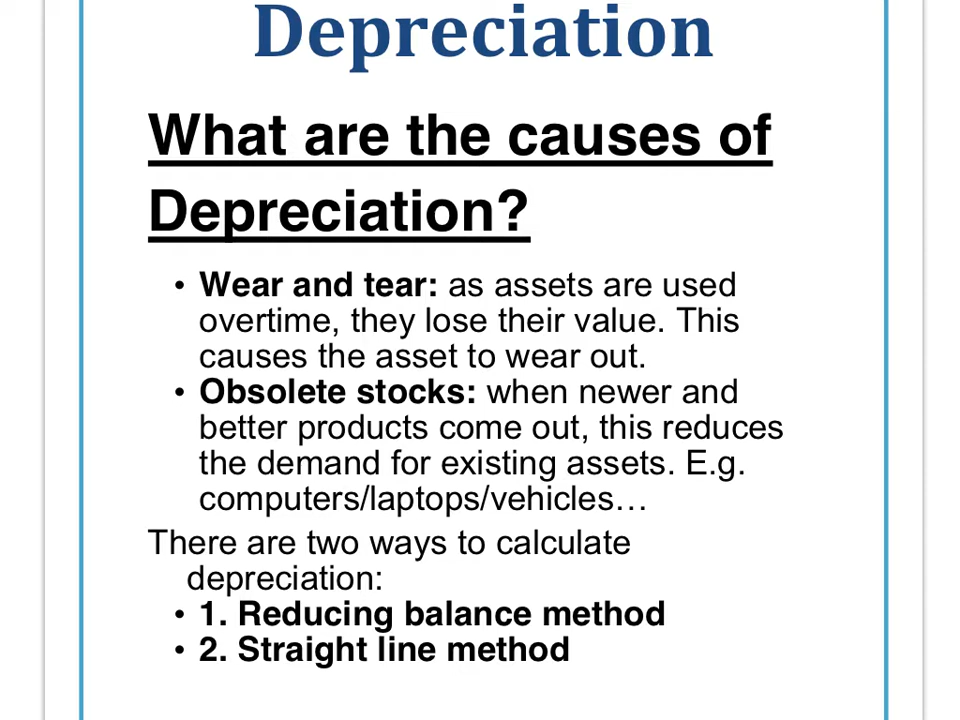 Depreciation
What are the causes of
Depreciation?
• Wear and tear: as assets are used
overtime, they lose their value. This
causes the asset to wear out.
• Obsolete stocks: when newer and
better products come out, this reduces
the demand for existing assets. E.g.
computers/laptops/vehicles…
There are two ways to calculate
depreciation:
• 1. Reducing balance method
• 2. Straight line method